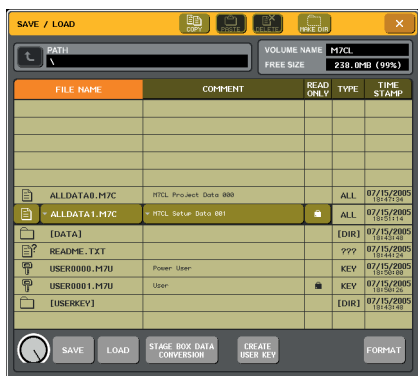 SAVE / LOAD
COPY PASTE DELETE MAKE DIR
PATH
\
VOLUME NAME M7CL
FREE SIZE 238.0MB (99%)
FILE NAME COMMENT READ ONLY TYPE TIME STAMP
ALLDATA0.M7C M7CL Project Data 000 ALL 07/15/2005 18:47:34
ALLDATA1.M7C M7CL Setup Data 001 ALL 07/15/2005 18:51:14
[DATA] [DIR] 07/15/2005 18:43:48
README.TXT ??? 07/15/2005 18:44:24
USER0000.M7U Power User KEY 07/15/2005 18:50:08
USER0001.M7U User KEY 07/15/2005 18:50:26
[USERKEY] [DIR] 07/15/2005 18:43:48
SAVE LOAD STAGE BOX DATA CONVERSION CREATE USER KEY FORMAT